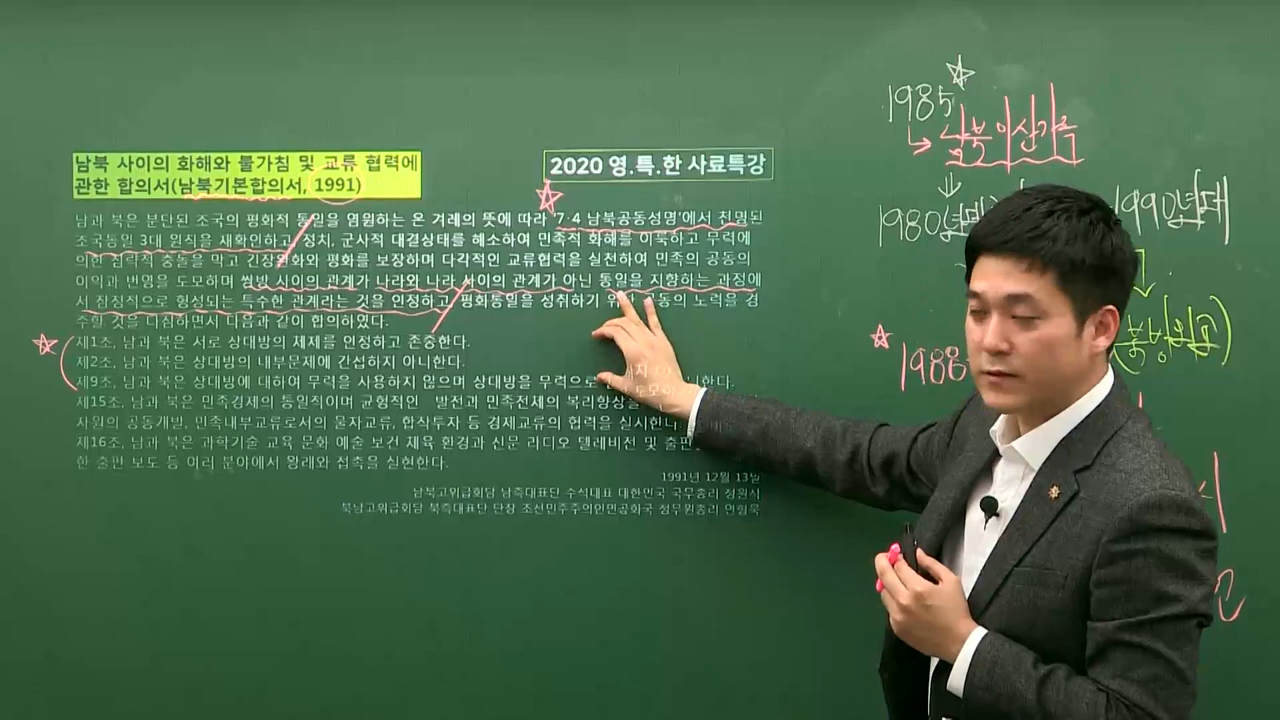 남북 사이의 화해와 불가침 및 교류 협력에
관한 합의서(남북기본합의서, 1991)
2020 영.특.한 사료특강
남과 북은 분단된 조국의 평화적 통일을 염원하는 온 겨레의 뜻에 따라 '7·4 남북공동성명'에서 천명된
조국통일 3대 원칙을 재확인하고, 정치, 군사적 대결상태를 해소하여 민족적 화해를 이룩하고 무력에
의한 침략적 충돌을 막고 긴장완화와 평화를 보장하며 다각적인 교류협력을 실천하여 민족의 공동의
이익과 번영을 도모하며 쌍방 사이의 관계가 나라와 나라 사이의 관계가 아닌 통일을 지향하는 과정에
서 잠정적으로 형성되는 특수한 관계라는 것을 인정하고, 평화통일을 성취하기 위한 공동의 노력을 경
주할 것을 다짐하면서 다음과 같이 합의하였다.
제1조, 남과 북은 서로 상대방의 체제를 인정하고 존중한다.
제2조, 남과 북은 상대방의 내부문제에 간섭하지 아니한다.
제9조, 남과 북은 상대방에 대하여 무력을 사용하지 않으며 상대방을 무력으로 니한다.
제15조, 남과 북은 민족경제의 통일적이며 균형적인 발전과 민족전체의 복리향상을 도모하
자원의 공동개발, 민족내부교류로서의 물자교류, 합작투자 등 경제교류의 협력을 실시한
제16조, 남과 북은 과학기술 교육 문화 예술 보건 체육 환경과 신문 리디오 텔레비전 및 출판
한 출판 보도 등 여러 분야에서 왕래와 접촉을 실현한다.
1991년 12월 13일
남북고위급회담 남측대표단 수석대표 대한민국 국무총리 정원식
북남고위급회담 북측대표단 단장 조선민주주의인민공화국 정무원총리 연형묵
1985
남북이산가족
1980년대
1990년대
1988